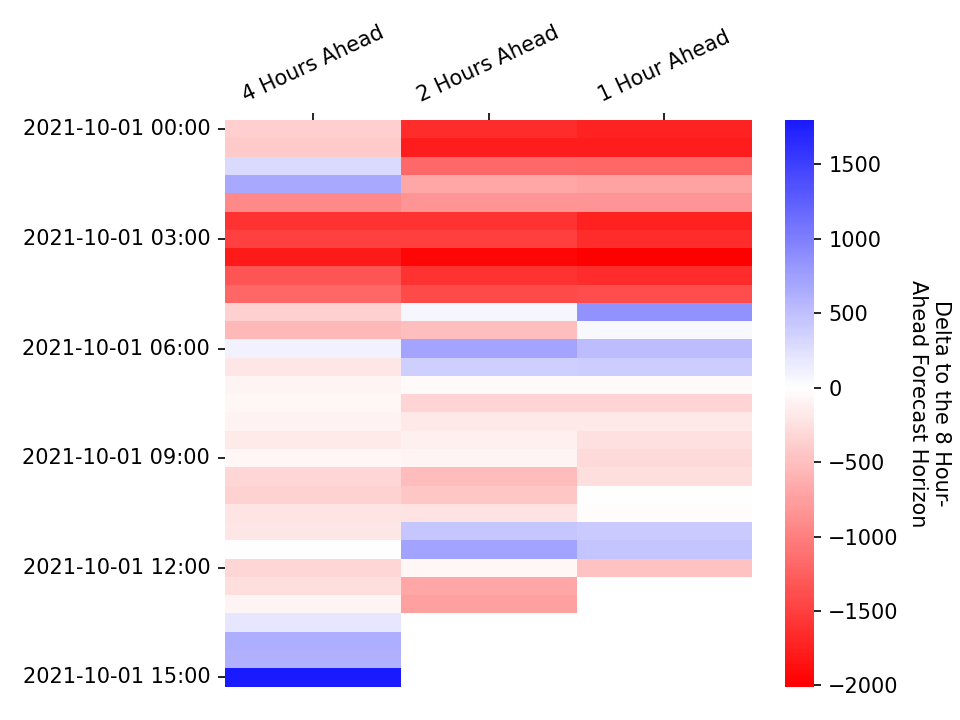 4 Hours Ahead
2 Hours Ahead
1 Hour Ahead
2021-10-01 00:00
2021-10-01 03:00
2021-10-01 06:00
2021-10-01 09:00
2021-10-01 12:00
2021-10-01 15:00
1500
1000
500
0
−500
−1000
−1500
−2000
Delta to the 8 Hour-
Ahead Forecast Horizon